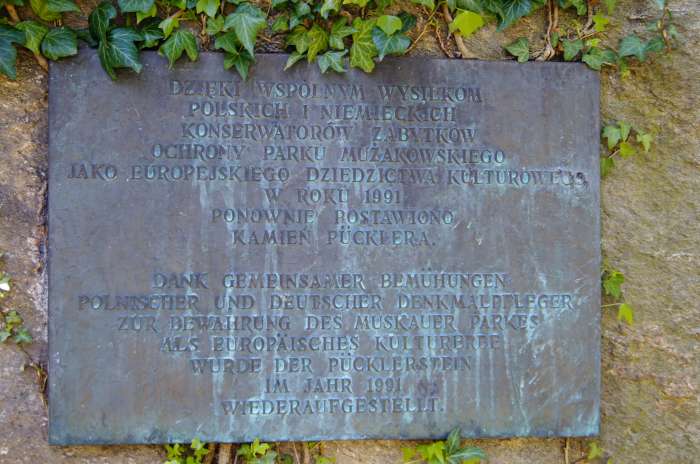 DZIĘKI WSPÓLNYM WYSIŁKOM
POLSKICH I NIEMIECKICH
KONSERWATORÓW ZABYTKÓW
OCHRONY PARKU MUŻAKOWSKIEGO
JAKO EUROPEJSKIEGO DZIEDZICTWA KULTUROWEGO
W ROKU 1991
PONOWNIE POSTAWIONO
KAMIEŃ PÜCKLERA.
DANK GEMEINSAMER BEMÜHUNGEN
POLNISCHER UND DEUTSCHER DENKMALPFLEGER
ZUR BEWAHRUNG DES MUSKAUER PARKES
ALS EUROPÄISCHES KULTURERBE
WURDE DER PÜCKLERSTEIN
IM JAHR 1991
WIEDERAUFGESTELLT.